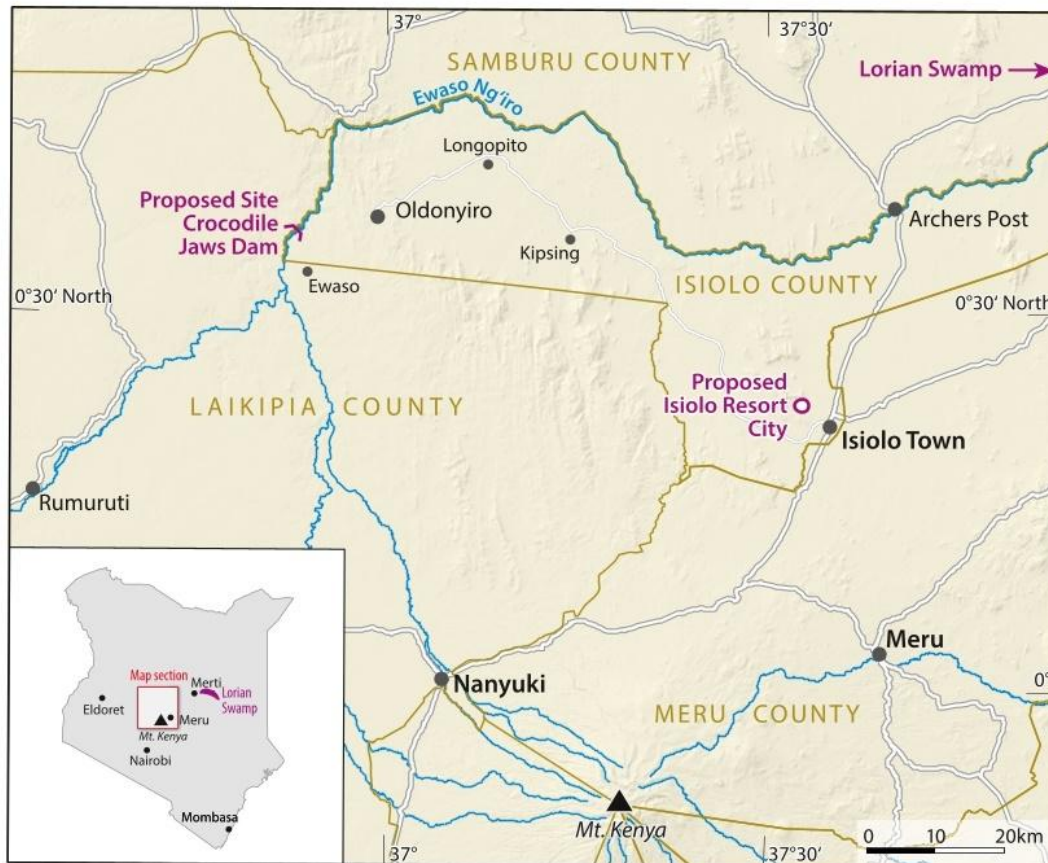 37°
37°30'
SAMBURU COUNTY
Lorian Swamp
Ewaso Ng'iro
Longopito
Proposed Site
Crocodile
Jaws Dam
Oldonyiro
Archers Post
Kipsing
Ewaso
ISIOLO COUNTY
0°30' North
0°30' North
LAIKIPIA COUNTY
Proposed
Isiolo Resort
City
Isiolo Town
Rumuruti
Meru
Nanyuki
0°
MERU COUNTY
Mt. Kenya
Map section
Merti
Lorian
Swamp
Eldoret
Meru
Mt. Kenya
Nairobi
Mombasa
37°
37°30'
0 10 20km